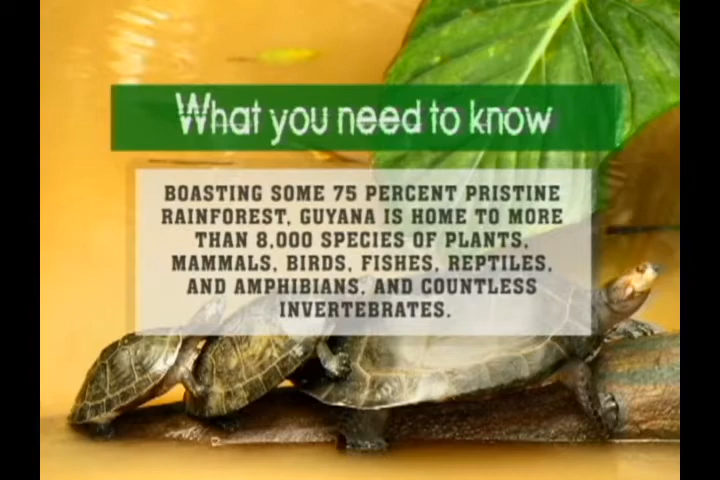 What you need to know
BOASTING SOME 75 PERCENT PRISTINE
RAINFOREST, GUYANA IS HOME TO MORE
THAN 8,000 SPECIES OF PLANTS,
MAMMALS, BIRDS, FISHES, REPTILES,
AND AMPHIBIANS, AND COUNTLESS
INVERTEBRATES.